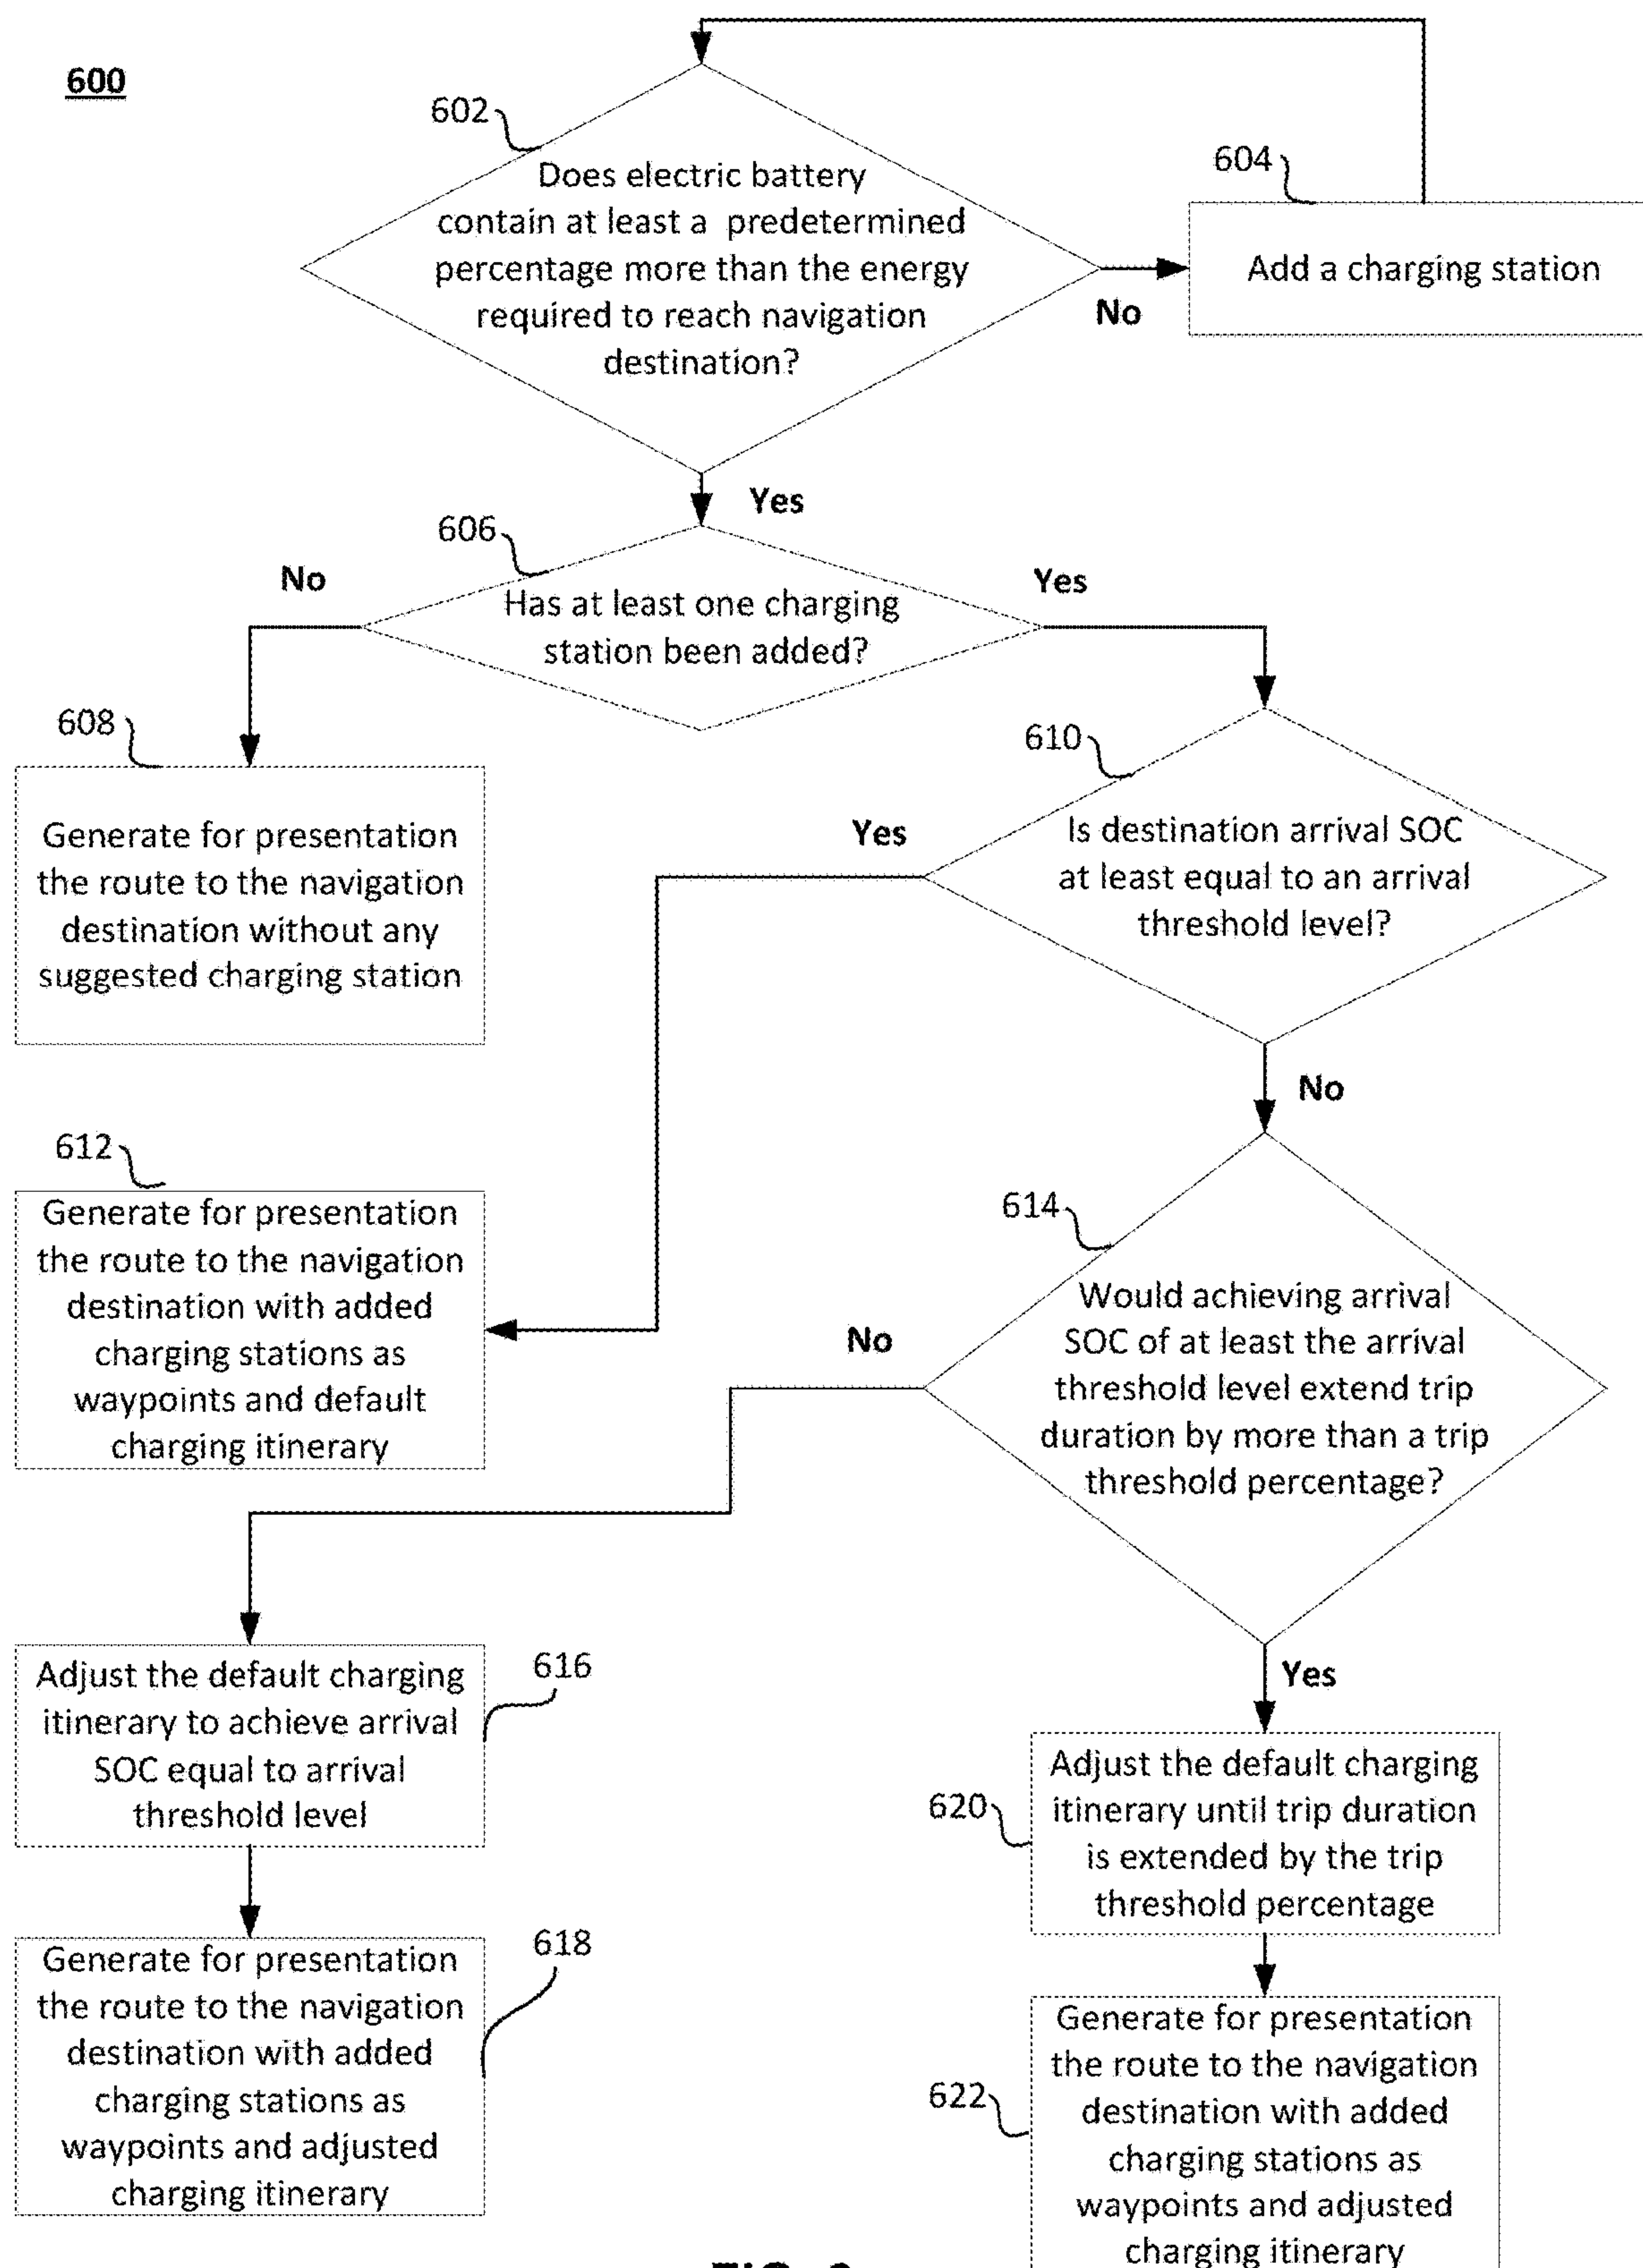 600
602
Does electric battery
contain at least a predetermined
percentage more than the energy
required to reach navigation
destination?
No
604
Add a charging station
Yes
606
Has at least one charging
station been added?
No
Yes
608
Generate for presentation
the route to the navigation
destination without any
suggested charging station
610
Is destination arrival SOC
at least equal to an arrival
threshold level?
Yes
No
612
Generate for presentation
the route to the navigation
destination with added
charging stations as
waypoints and default
charging itinerary
614
Would achieving arrival
SOC of at least the arrival
threshold level extend trip
duration by more than a trip
threshold percentage?
No
Yes
616
Adjust the default charging
itinerary to achieve arrival
SOC equal to arrival
threshold level
618
Generate for presentation
the route to the navigation
destination with added
charging stations as
waypoints and adjusted
charging itinerary
620
Adjust the default charging
itinerary until trip duration
is extended by the trip
threshold percentage
622
Generate for presentation
the route to the navigation
destination with added
charging stations as
waypoints and adjusted
charging itinerary